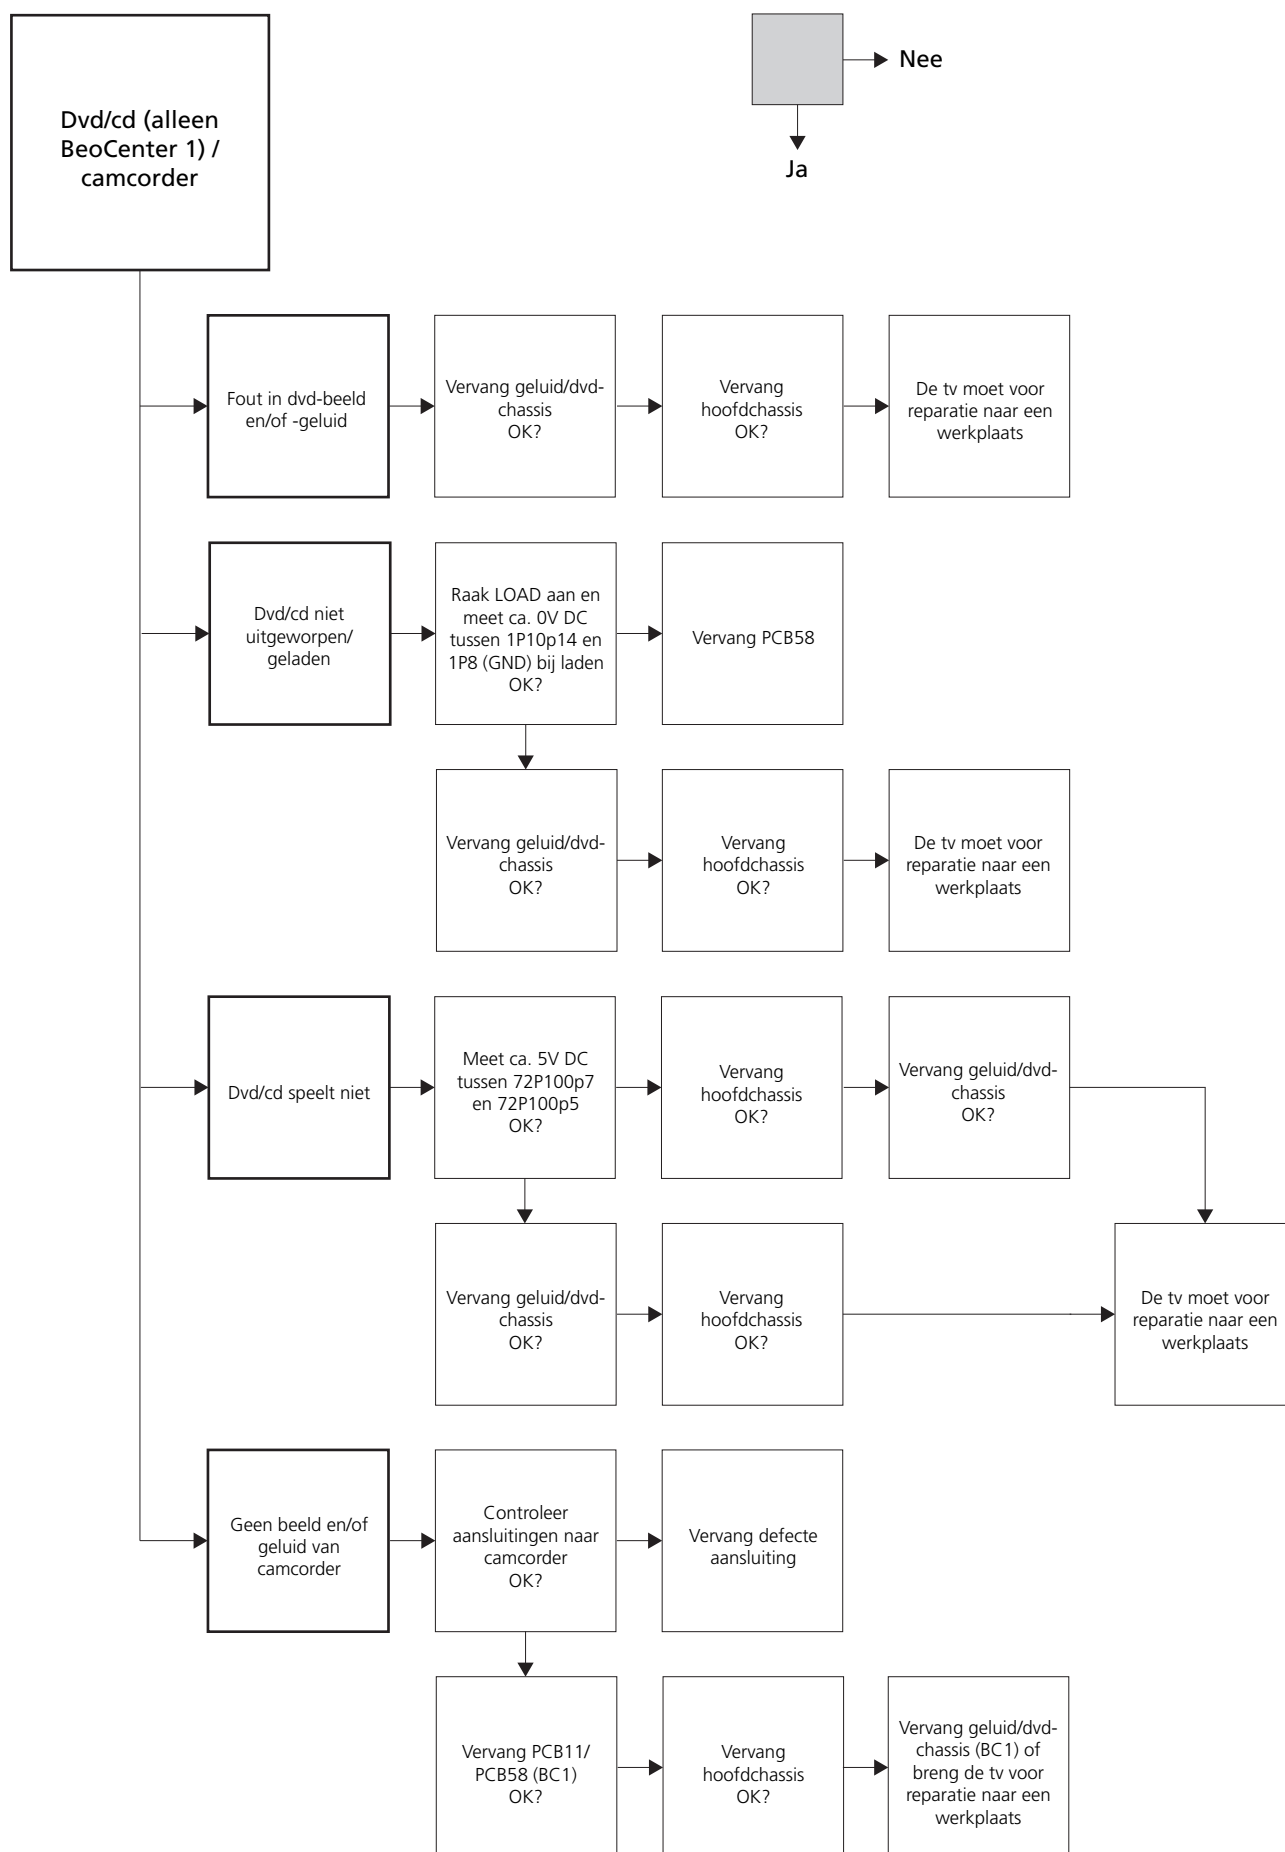 Dvd/cd (alleen
BeoCenter 1) /
camcorder
Nee
Ja
Fout in dvd-beeld
en/of -geluid
Vervang geluid/dvd-
chassis
OK?
Vervang
hoofdchassis
OK?
De tv moet voor
reparatie naar een
werkplaats
Dvd/cd niet
uitgeworpen/
geladen
Raak LOAD aan en
meet ca. 0V DC
tussen 1P10p14 en
1P8 (GND) bij laden
OK?
Vervang PCB58
Vervang geluid/dvd-
chassis
OK?
Vervang
hoofdchassis
OK?
De tv moet voor
reparatie naar een
werkplaats
Dvd/cd speelt niet
Meet ca. 5V DC
tussen 72P100p7
en 72P100p5
OK?
Vervang
hoofdchassis
OK?
Vervang geluid/dvd-
chassis
OK?
Vervang geluid/dvd-
chassis
OK?
Vervang
hoofdchassis
OK?
De tv moet voor
reparatie naar een
werkplaats
Geen beeld en/of
geluid van
camcorder
Controleer
aansluitingen naar
camcorder
OK?
Vervang defecte
aansluiting
Vervang PCB11/
PCB58 (BC1)
OK?
Vervang
hoofdchassis
OK?
Vervang geluid/dvd-
chassis (BC1) of
breng de tv voor
reparatie naar een
werkplaats